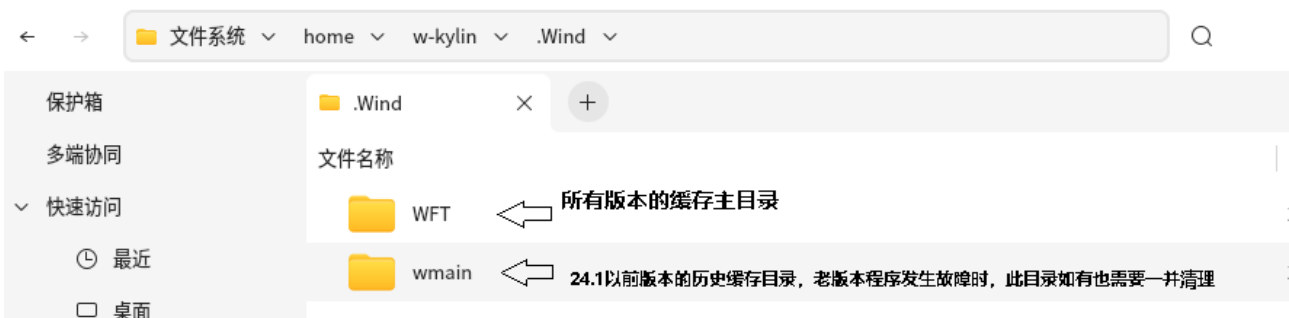 文件系统 home w-kylin .Wind
保护箱
.Wind
多端协同
文件名称
快速访问
WFT 所有版本的缓存主目录
最近
wmain 24.1以前版本的历史缓存目录，老版本程序发生故障时，此目录如有也需要一并清理
桌面